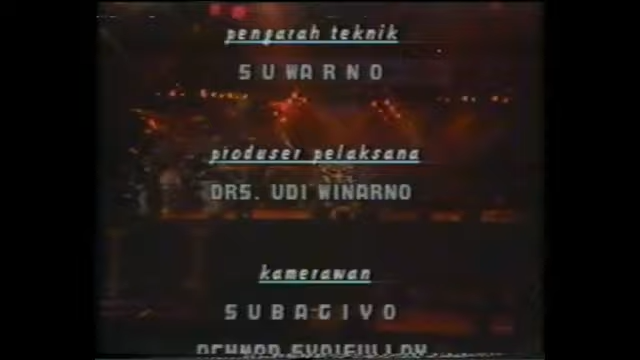 pengarah teknik
SUWARNO
produser pelaksana
DRS. UDI WINARNO
kamerawan
SUBAGIYO